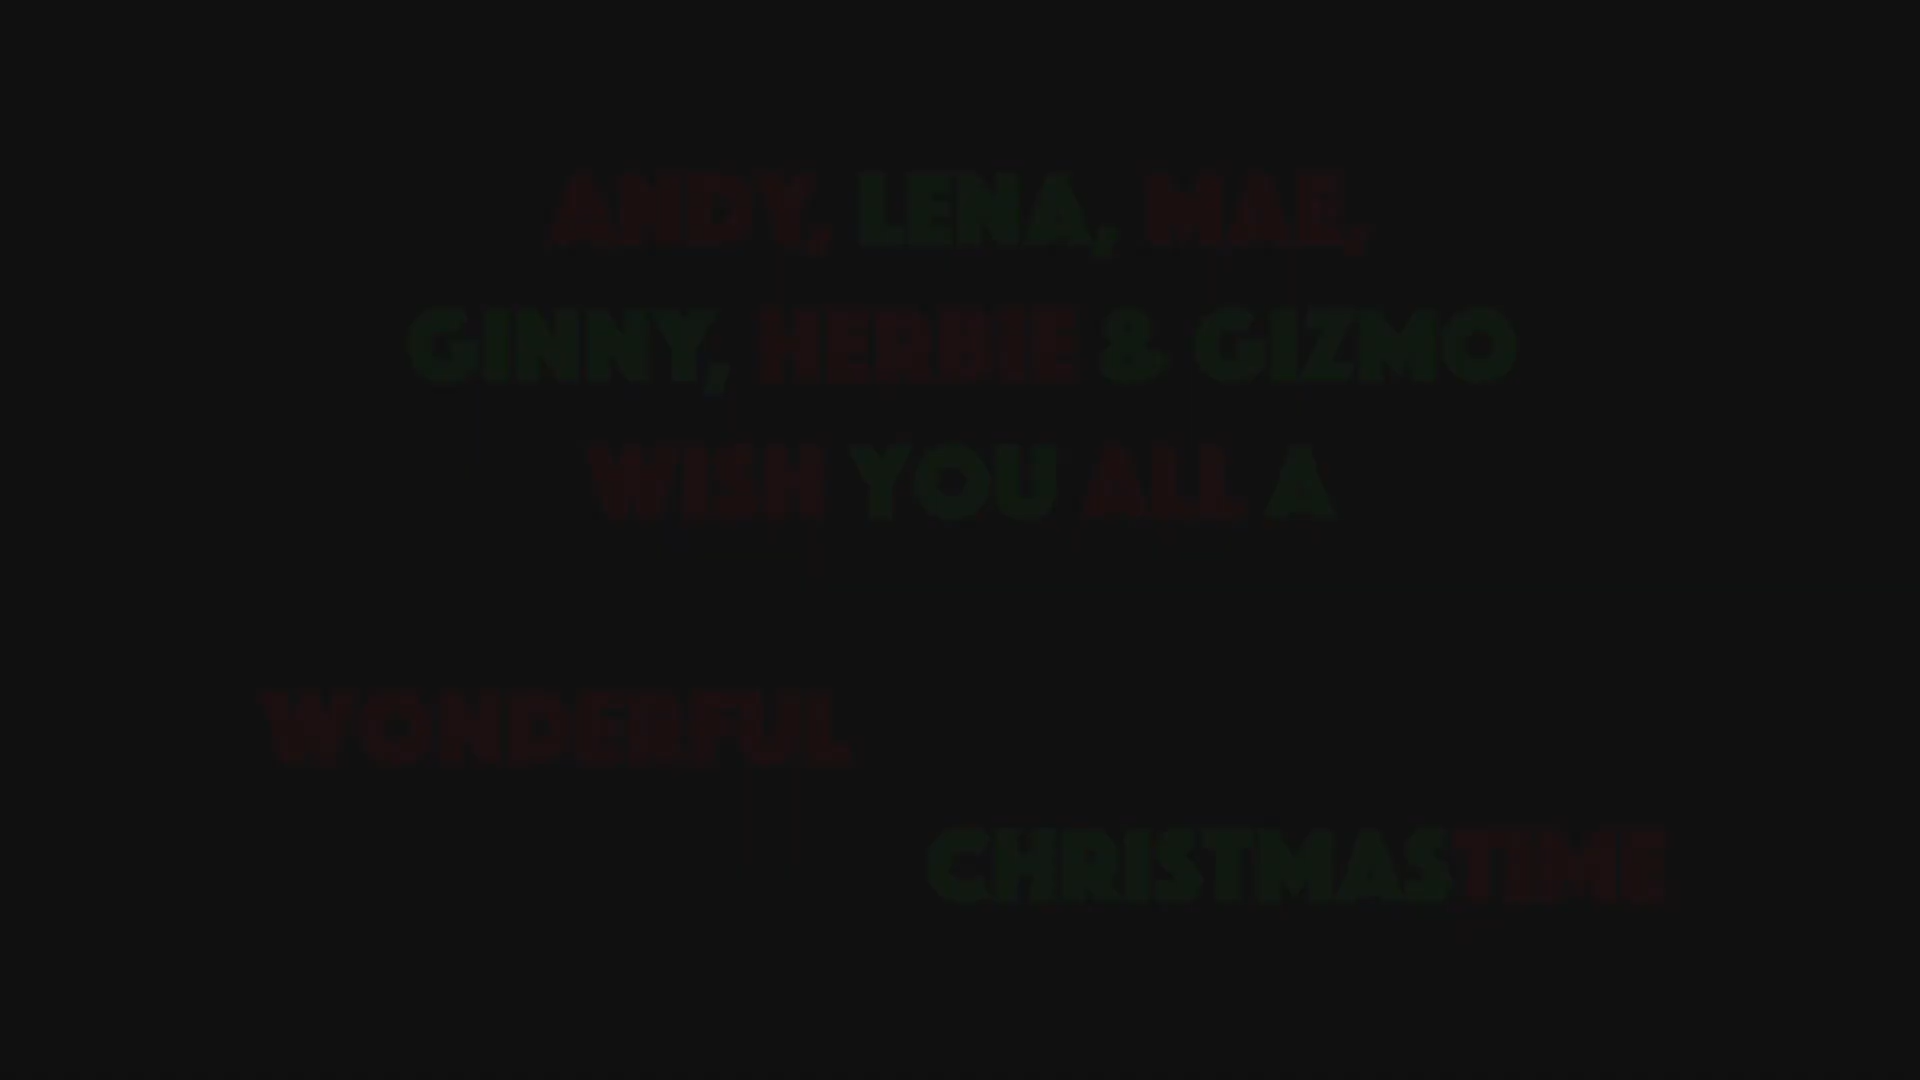 ANDY, LENA, MAE,
GINNY, HERBIE & GIZMO
WISH YOU ALL A
WONDERFUL
CHRISTMASTIME